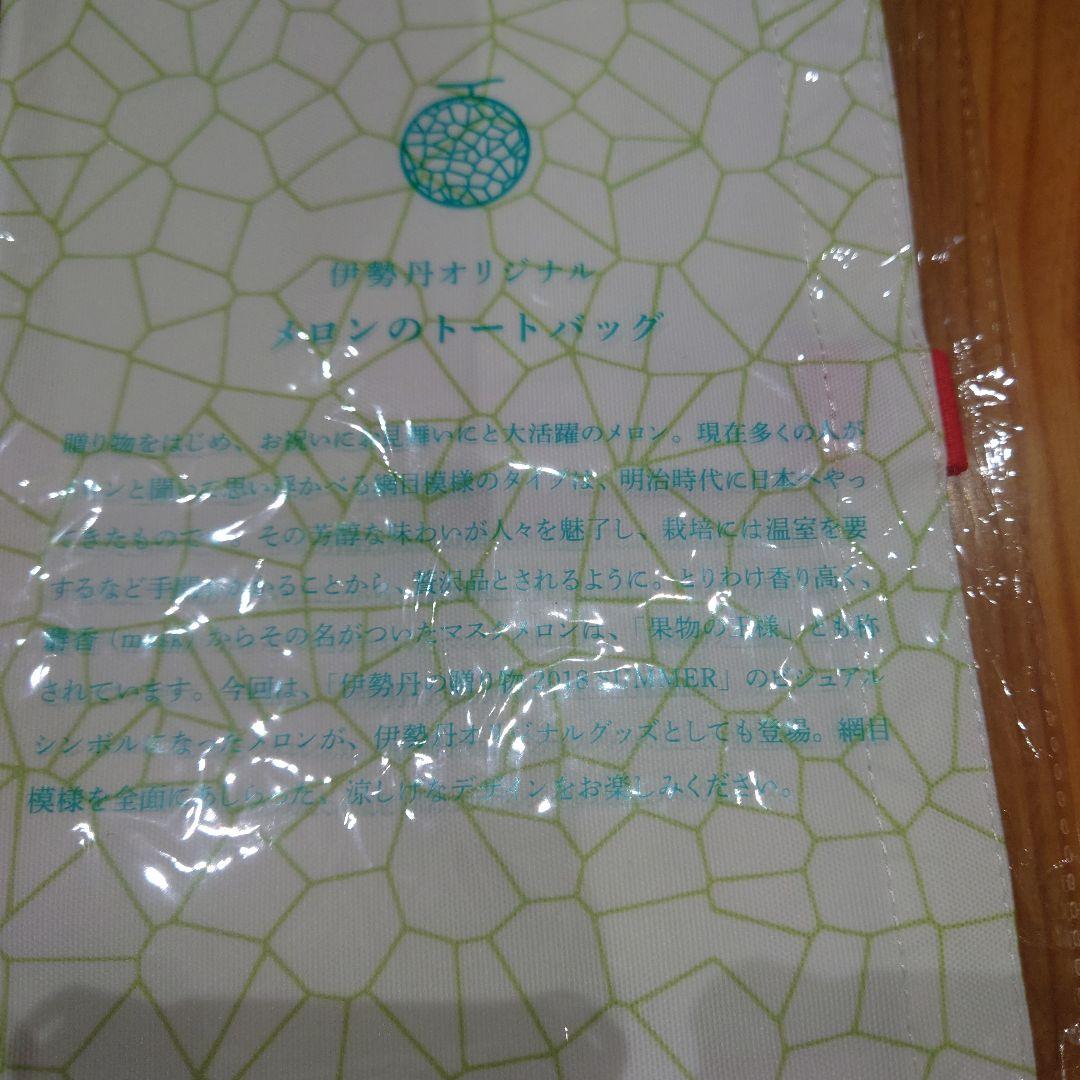 伊勢丹オリジナル
メロンのトートバッグ
贈り物をはじめ、お祝いにお見舞いにと大活躍のメロン。現在多くの人が
メロンと聞いて思い浮かべる網目模様のタイプは、明治時代に日本へやっ
てきたもので、その芳醇な味わいが人々を魅了し、栽培には温室を要
するなど手間がかかることから、贅沢品とされるように。とりわけ香り高く、
麝香（musk）からその名がついたマスクメロンは、「果物の王様」とも称
されています。今回は、「伊勢丹の贈り物 2018 SUMMER」のビジュアル
シンボルになったメロンが、伊勢丹オリジナルグッズとしても登場。網目
模様を全面にあしらった、涼しげなデザインをお楽しみください。